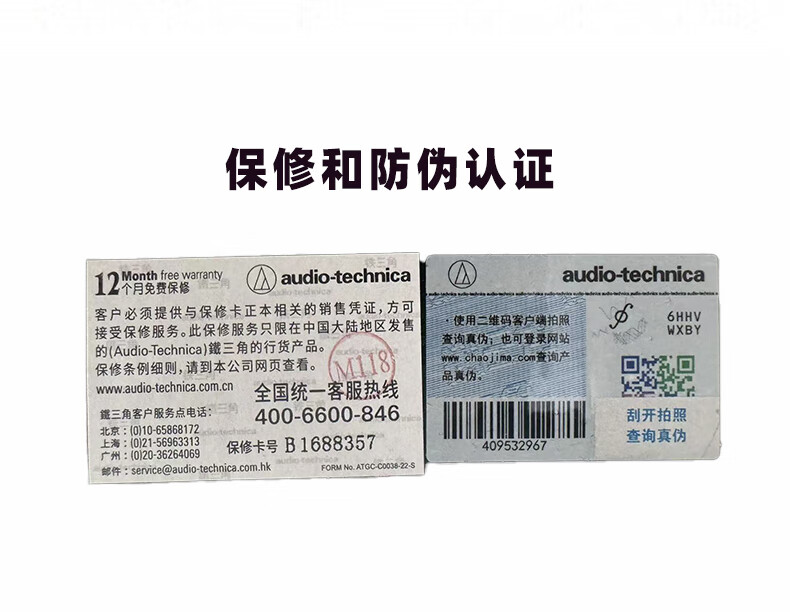 保修和防伪认证
12 Month free warranty
个月免费保修
audio-technica
客户必须提供与保修卡正本相关的销售凭证，方可
接受保修服务。此保修服务只限在中国大陆地区发售
的(Audio-Technica)鐵三角的行货产品。
保修条例细则，请到本公司网页查看。
M118
www.audio-technica.com.cn
全国统一客服热线
400-6600-846
鐵三角客户服务点电话：
北京：(0)10-65868172
上海：(0)21-56963313
广州：(0)20-36264069
保修卡号 B 1688357
邮件：service@audio-technica.com.hk
FORM No. ATGC-C0038-22-S
audio-technica
·使用二维码客户端拍照
查询真伪；也可登录网站
www.chaojima.com查询产
品真伪。
6HHV
WXBY
409532967
刮开拍照
查询真伪